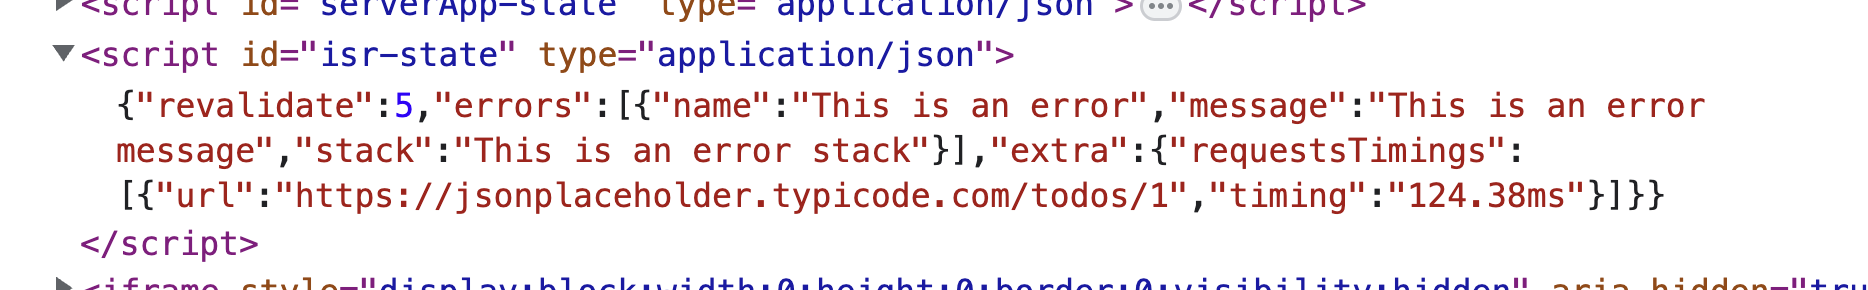 <script id="serverApp-state" type="application/json">…</script>
<script id="isr-state" type="application/json">
{"revalidate":5,"errors":[{"name":"This is an error","message":"This is an error
message","stack":"This is an error stack"}],"extra":{"requestsTimings":
[{"url":"https://jsonplaceholder.typicode.com/todos/1","timing":"124.38ms"}]}}
</script>
<iframe style="display:block;width:0;height:0;border:0;visibility:hidden" aria-hidden="tru